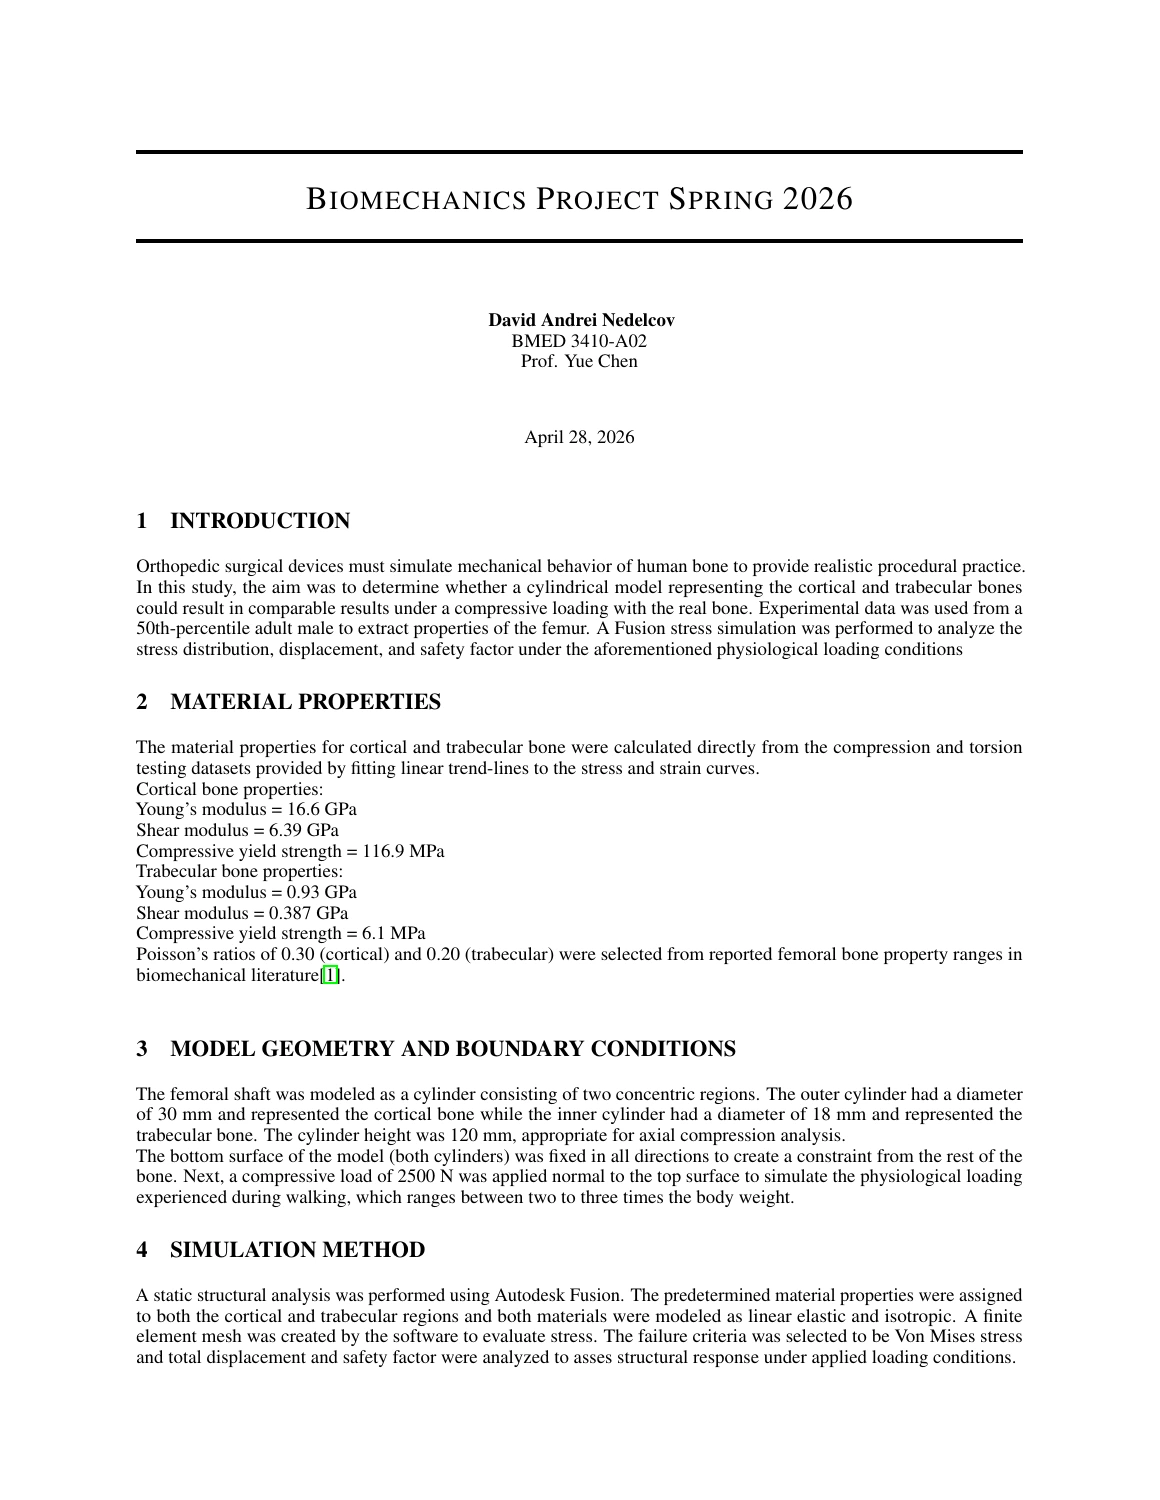 BIOMECHANICS PROJECT SPRING 2026
David Andrei Nedelcov
BMED 3410-A02
Prof. Yue Chen
April 28, 2026
1 INTRODUCTION
Orthopedic surgical devices must simulate mechanical behavior of human bone to provide realistic procedural practice.
In this study, the aim was to determine whether a cylindrical model representing the cortical and trabecular bones
could result in comparable results under a compressive loading with the real bone. Experimental data was used from a
50th-percentile adult male to extract properties of the femur. A Fusion stress simulation was performed to analyze the
stress distribution, displacement, and safety factor under the aforementioned physiological loading conditions
2 MATERIAL PROPERTIES
The material properties for cortical and trabecular bone were calculated directly from the compression and torsion
testing datasets provided by fitting linear trend-lines to the stress and strain curves.
Cortical bone properties:
Young's modulus = 16.6 GPa
Shear modulus = 6.39 GPa
Compressive yield strength = 116.9 MPa
Trabecular bone properties:
Young's modulus = 0.93 GPa
Shear modulus = 0.387 GPa
Compressive yield strength = 6.1 MPa
Poisson's ratios of 0.30 (cortical) and 0.20 (trabecular) were selected from reported femoral bone property ranges in
biomechanical literature[1].
3 MODEL GEOMETRY AND BOUNDARY CONDITIONS
The femoral shaft was modeled as a cylinder consisting of two concentric regions. The outer cylinder had a diameter
of 30 mm and represented the cortical bone while the inner cylinder had a diameter of 18 mm and represented the
trabecular bone. The cylinder height was 120 mm, appropriate for axial compression analysis.
The bottom surface of the model (both cylinders) was fixed in all directions to create a constraint from the rest of the
bone. Next, a compressive load of 2500 N was applied normal to the top surface to simulate the physiological loading
experienced during walking, which ranges between two to three times the body weight.
4 SIMULATION METHOD
A static structural analysis was performed using Autodesk Fusion. The predetermined material properties were assigned
to both the cortical and trabecular regions and both materials were modeled as linear elastic and isotropic. A finite
element mesh was created by the software to evaluate stress. The failure criteria was selected to be Von Mises stress
and total displacement and safety factor were analyzed to asses structural response under applied loading conditions.